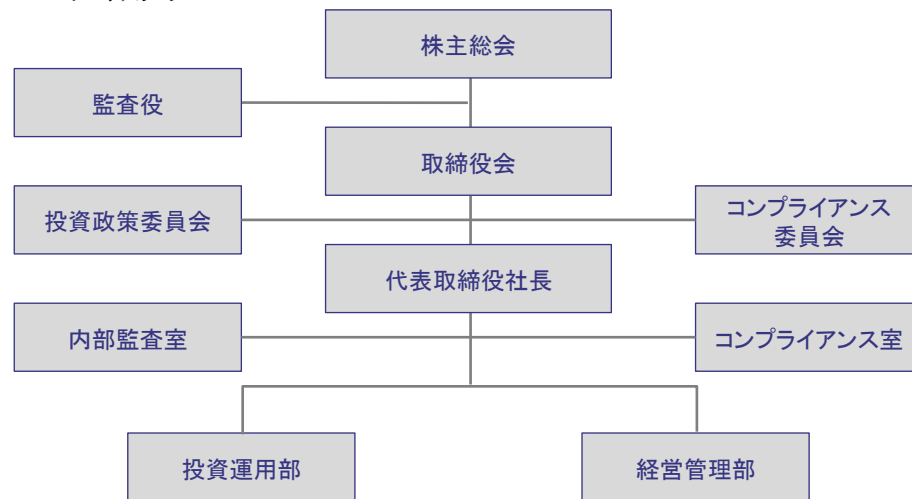 株主総会
監査役
取締役会
投資政策委員会
コンプライアンス
委員会
代表取締役社長
内部監査室
コンプライアンス室
投資運用部
経営管理部